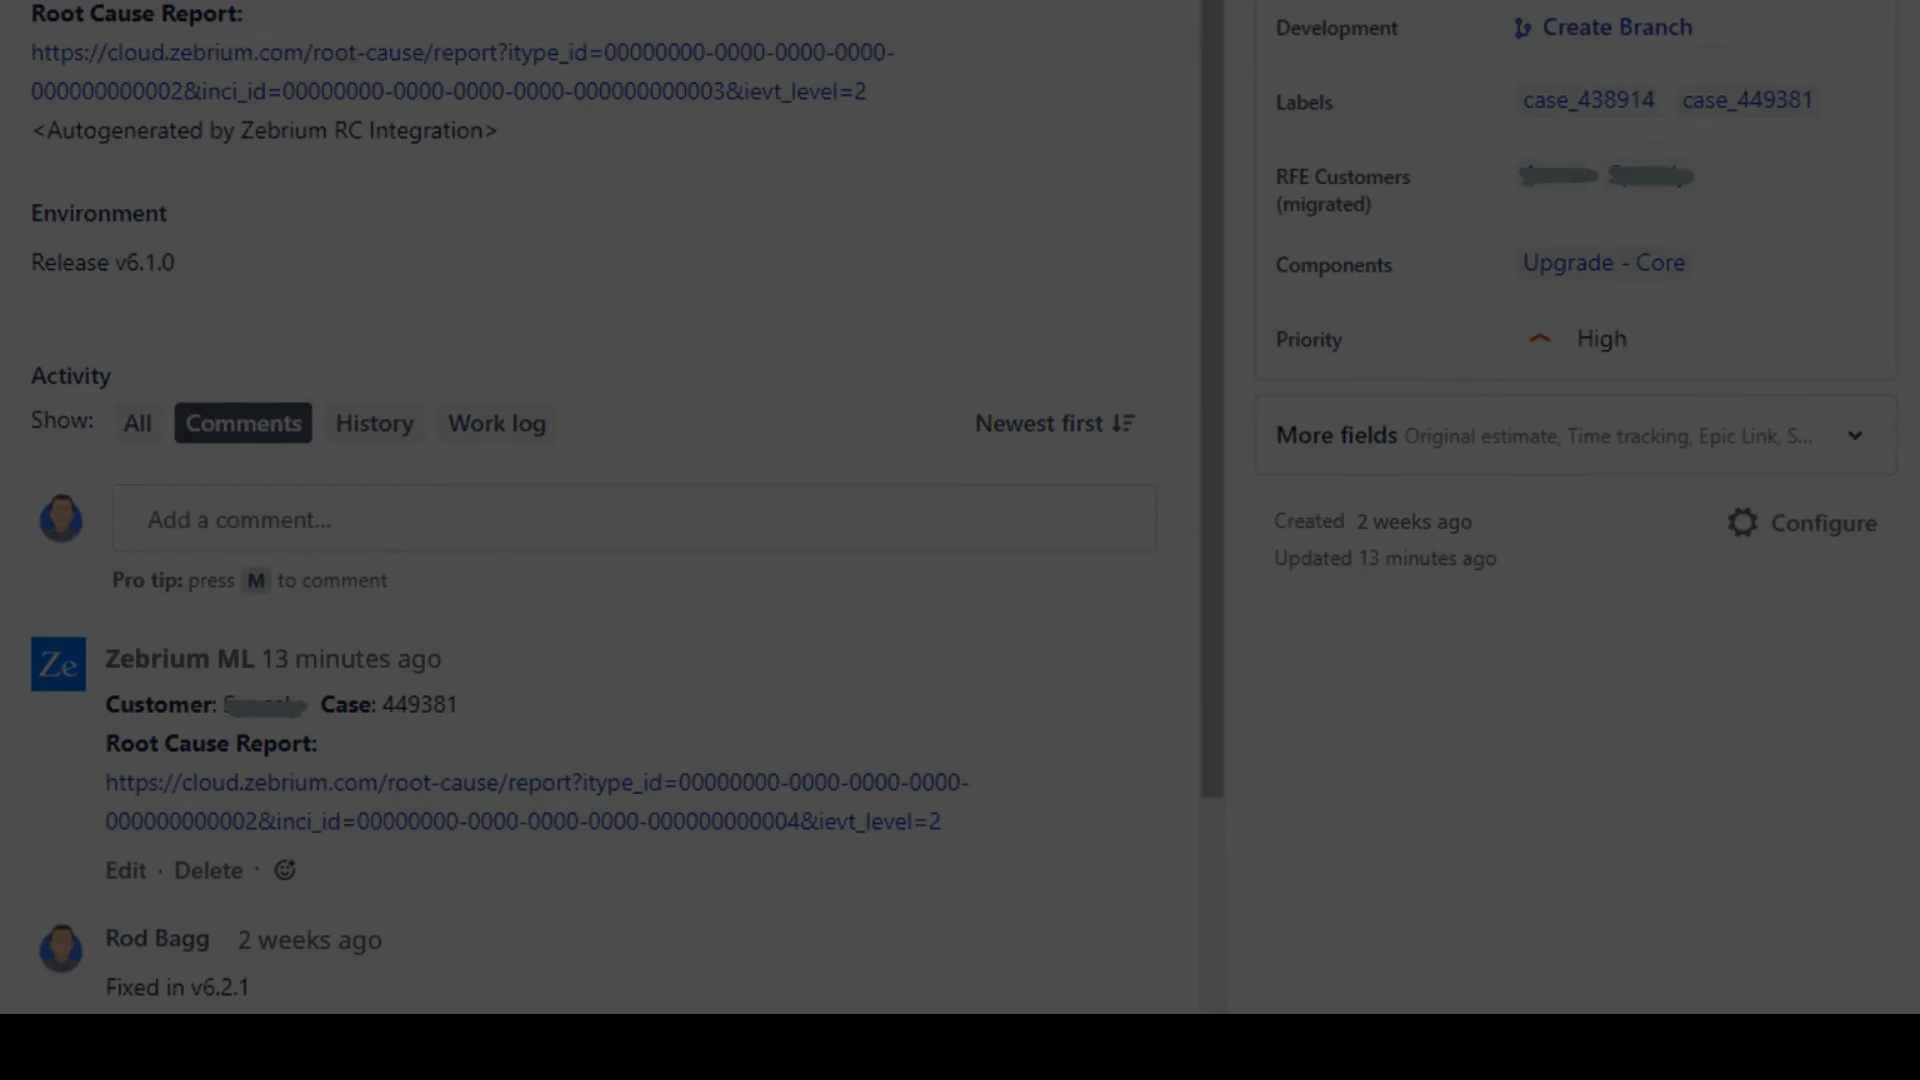 Root Cause Report:
https://cloud.zebrium.com/root-cause/report?itype_id=00000000-0000-0000-0000-
000000000002&inci_id=00000000-0000-0000-0000-000000000003&ievt_level=2
<Autogenerated by Zebrium RC Integration>
Environment
Release v6.1.0
Activity
Show: All Comments History Work log Newest first
Add a comment...
Pro tip: press M to comment
Ze
Zebrium ML 13 minutes ago
Customer: Case: 449381
Root Cause Report:
https://cloud.zebrium.com/root-cause/report?itype_id=00000000-0000-0000-0000-
000000000002&inci_id=00000000-0000-0000-0000-000000000004&ievt_level=2
Edit · Delete ·
Rod Bagg 2 weeks ago
Fixed in v6.2.1
Development Create Branch
Labels case_438914 case_449381
RFE Customers
(migrated)
Components Upgrade - Core
Priority High
More fields Original estimate, Time tracking, Epic Link, S...
Created 2 weeks ago
Configure
Updated 13 minutes ago